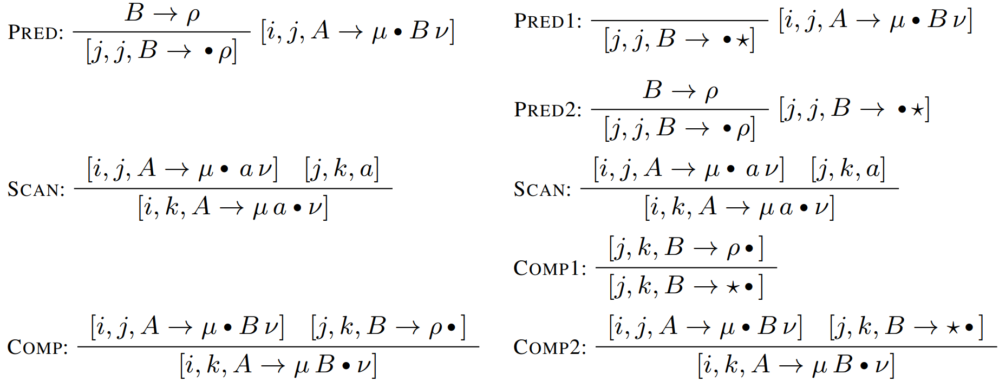 PRED: B → ρ
[j, j, B → • ρ] [i, j, A → μ • B ν]
SCAN: [i, j, A → μ • a ν] [j, k, a]
[i, k, A → μ a • ν]
COMP: [i, j, A → μ • B ν] [j, k, B → ρ •]
[i, k, A → μ B • ν]
PRED1: [j, j, B → • ⋆] [i, j, A → μ • B ν]
PRED2: B → ρ
[j, j, B → • ρ] [j, j, B → • ⋆]
SCAN: [i, j, A → μ • a ν] [j, k, a]
[i, k, A → μ a • ν]
COMP1: [j, k, B → ρ •]
[j, k, B → ⋆ •]
COMP2: [i, j, A → μ • B ν] [j, k, B → ⋆ •]
[i, k, A → μ B • ν]